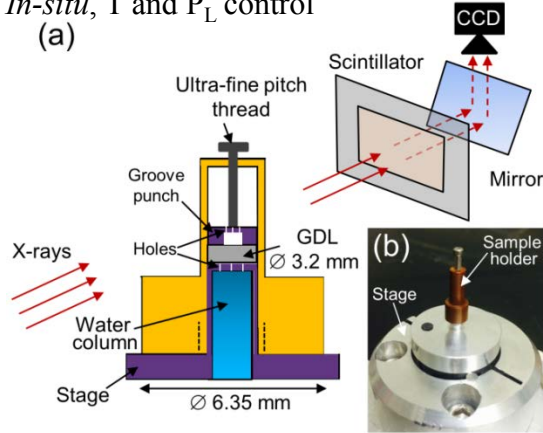 In-situ, T and P_L control
(a)
CCD
Scintillator
Ultra-fine pitch
thread
Mirror
Groove
punch
GDL
Holes
Ø 3.2 mm
X-rays
Water
column
Stage
Ø 6.35 mm
(b)
Sample
holder
Stage